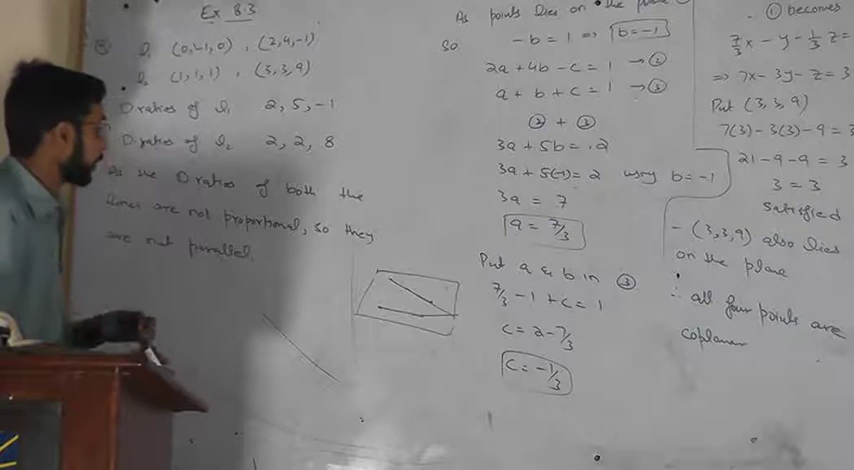 Ex 8.3
l₁ (0,-1,0) , (2,4,-1)
l₂ (1,1,1) , (3,3,9)
D.ratios of l₁ 2, 5, -1
D.ratios of l₂ 2, 2, 8
As the D ratios of both the
lines are not proportional, so they
are not parallel.
As points lies on the plane
So -b = 1 => b = -1
2a + 4b - c = 1 → ②
a + b + c = 1 → ③
② + ③
3a + 5b = 2
3a + 5(-1) = 2 using b = -1
3a = 7
a = 7/3
Put a & b in ③
7/3 - 1 + c = 1
c = 2 - 7/3
c = -1/3
① becomes
7/3 x - y - 1/3 z =
=> 7x - 3y - z = 3
Put (3, 3, 9)
7(3) - 3(3) - 9 = 3
21 - 9 - 9 = 3
3 = 3
Satisfied
- (3,3,9) also lies
on the plane
∴ all four points are
coplanar